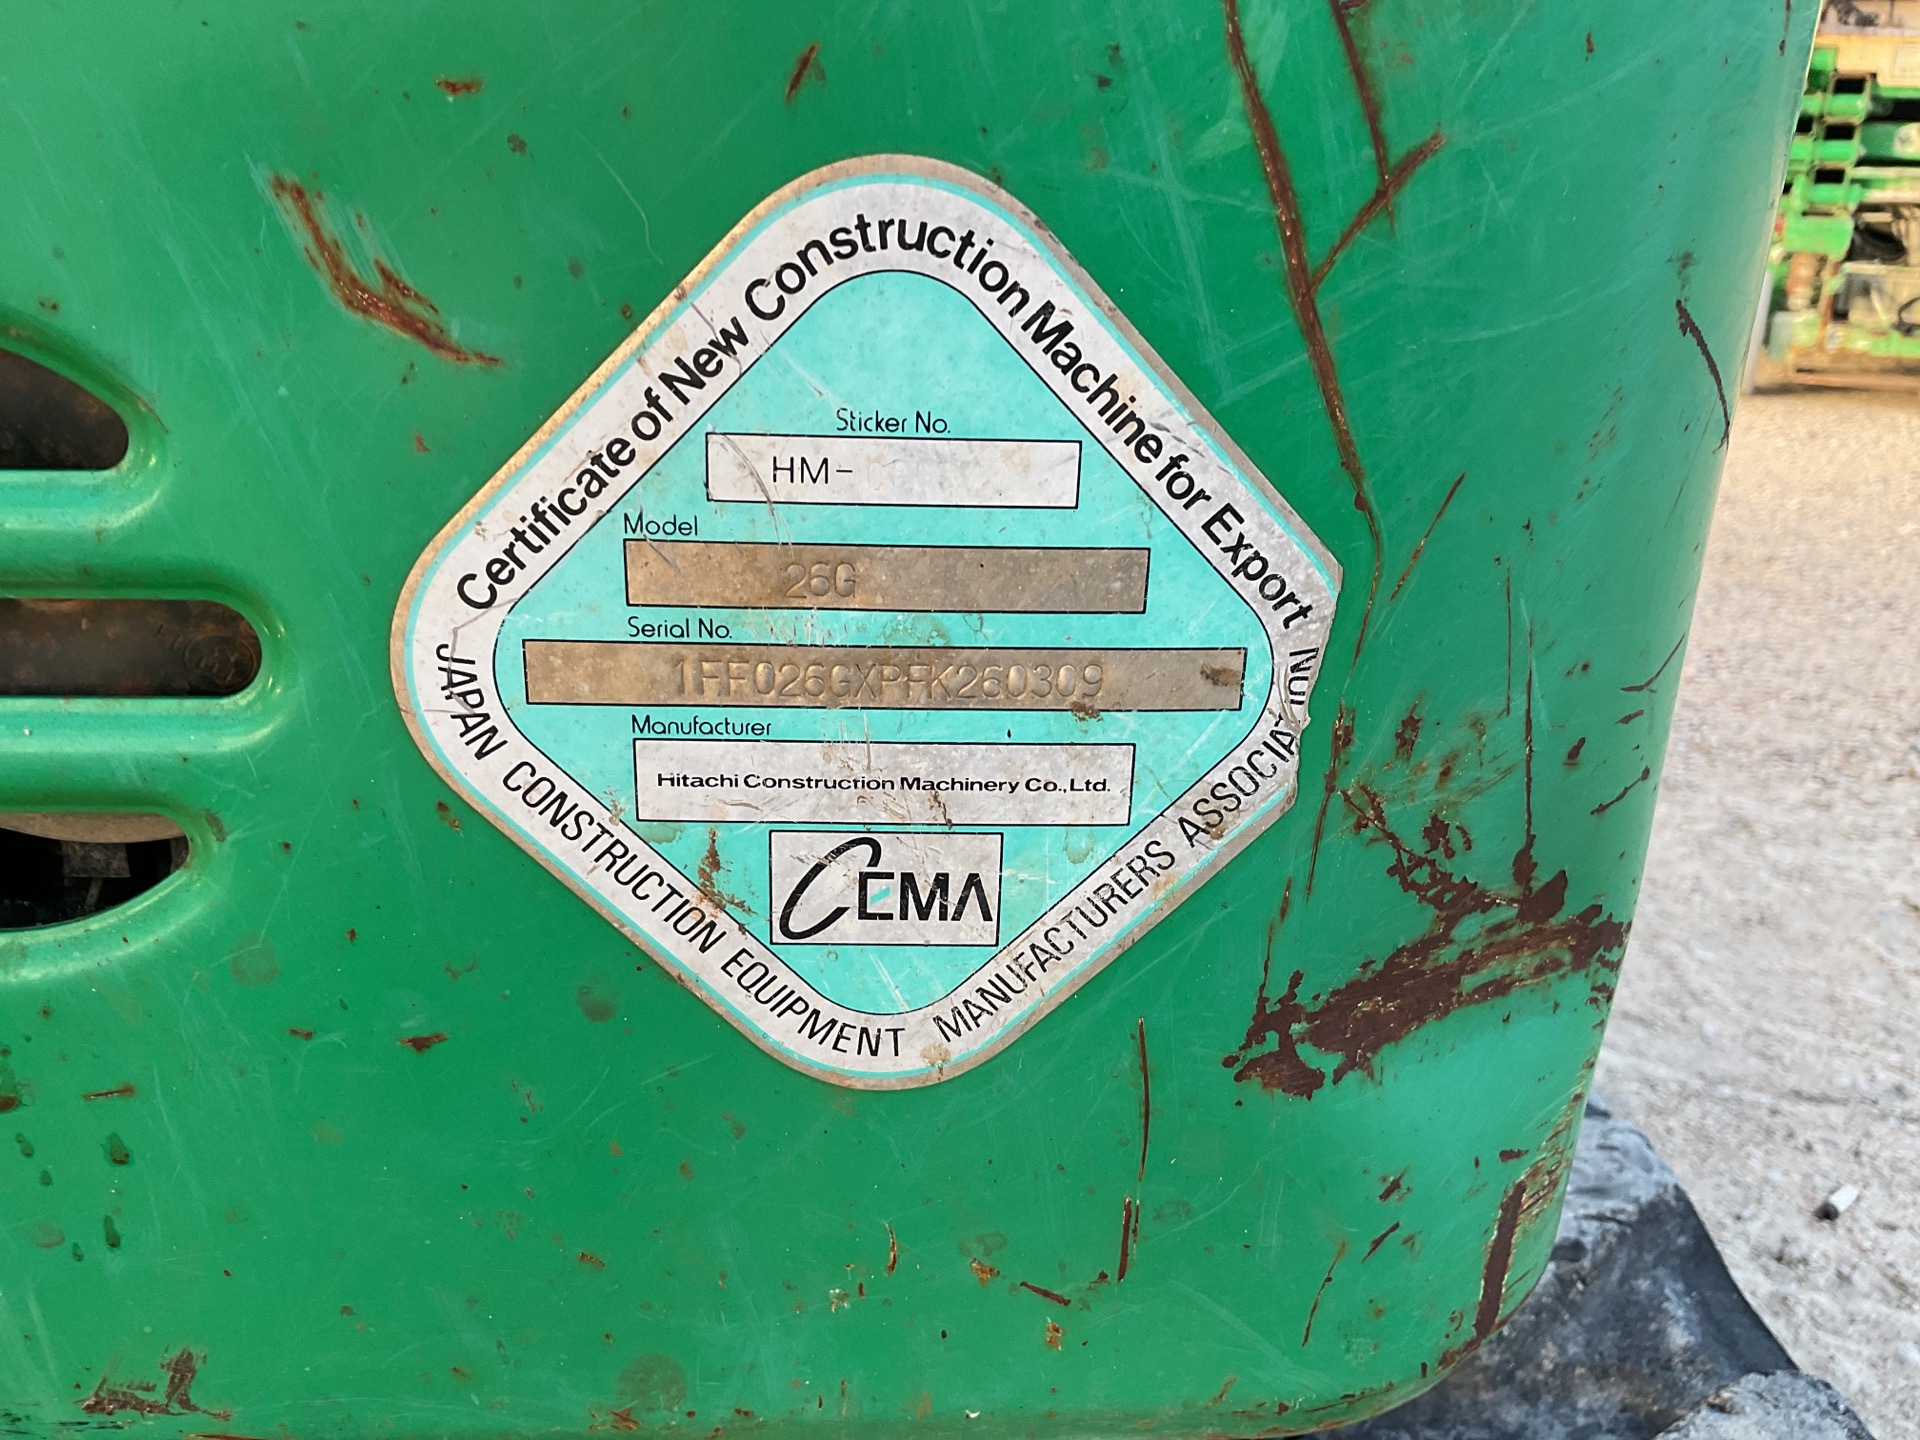 Certificate of New Construction Machine for Export
Sticker No.
HM-
Model
26G
Serial No.
1FF026GXPFK260309
Manufacturer
Hitachi Construction Machinery Co., Ltd.
CEMA
JAPAN CONSTRUCTION EQUIPMENT MANUFACTURERS ASSOCIATION